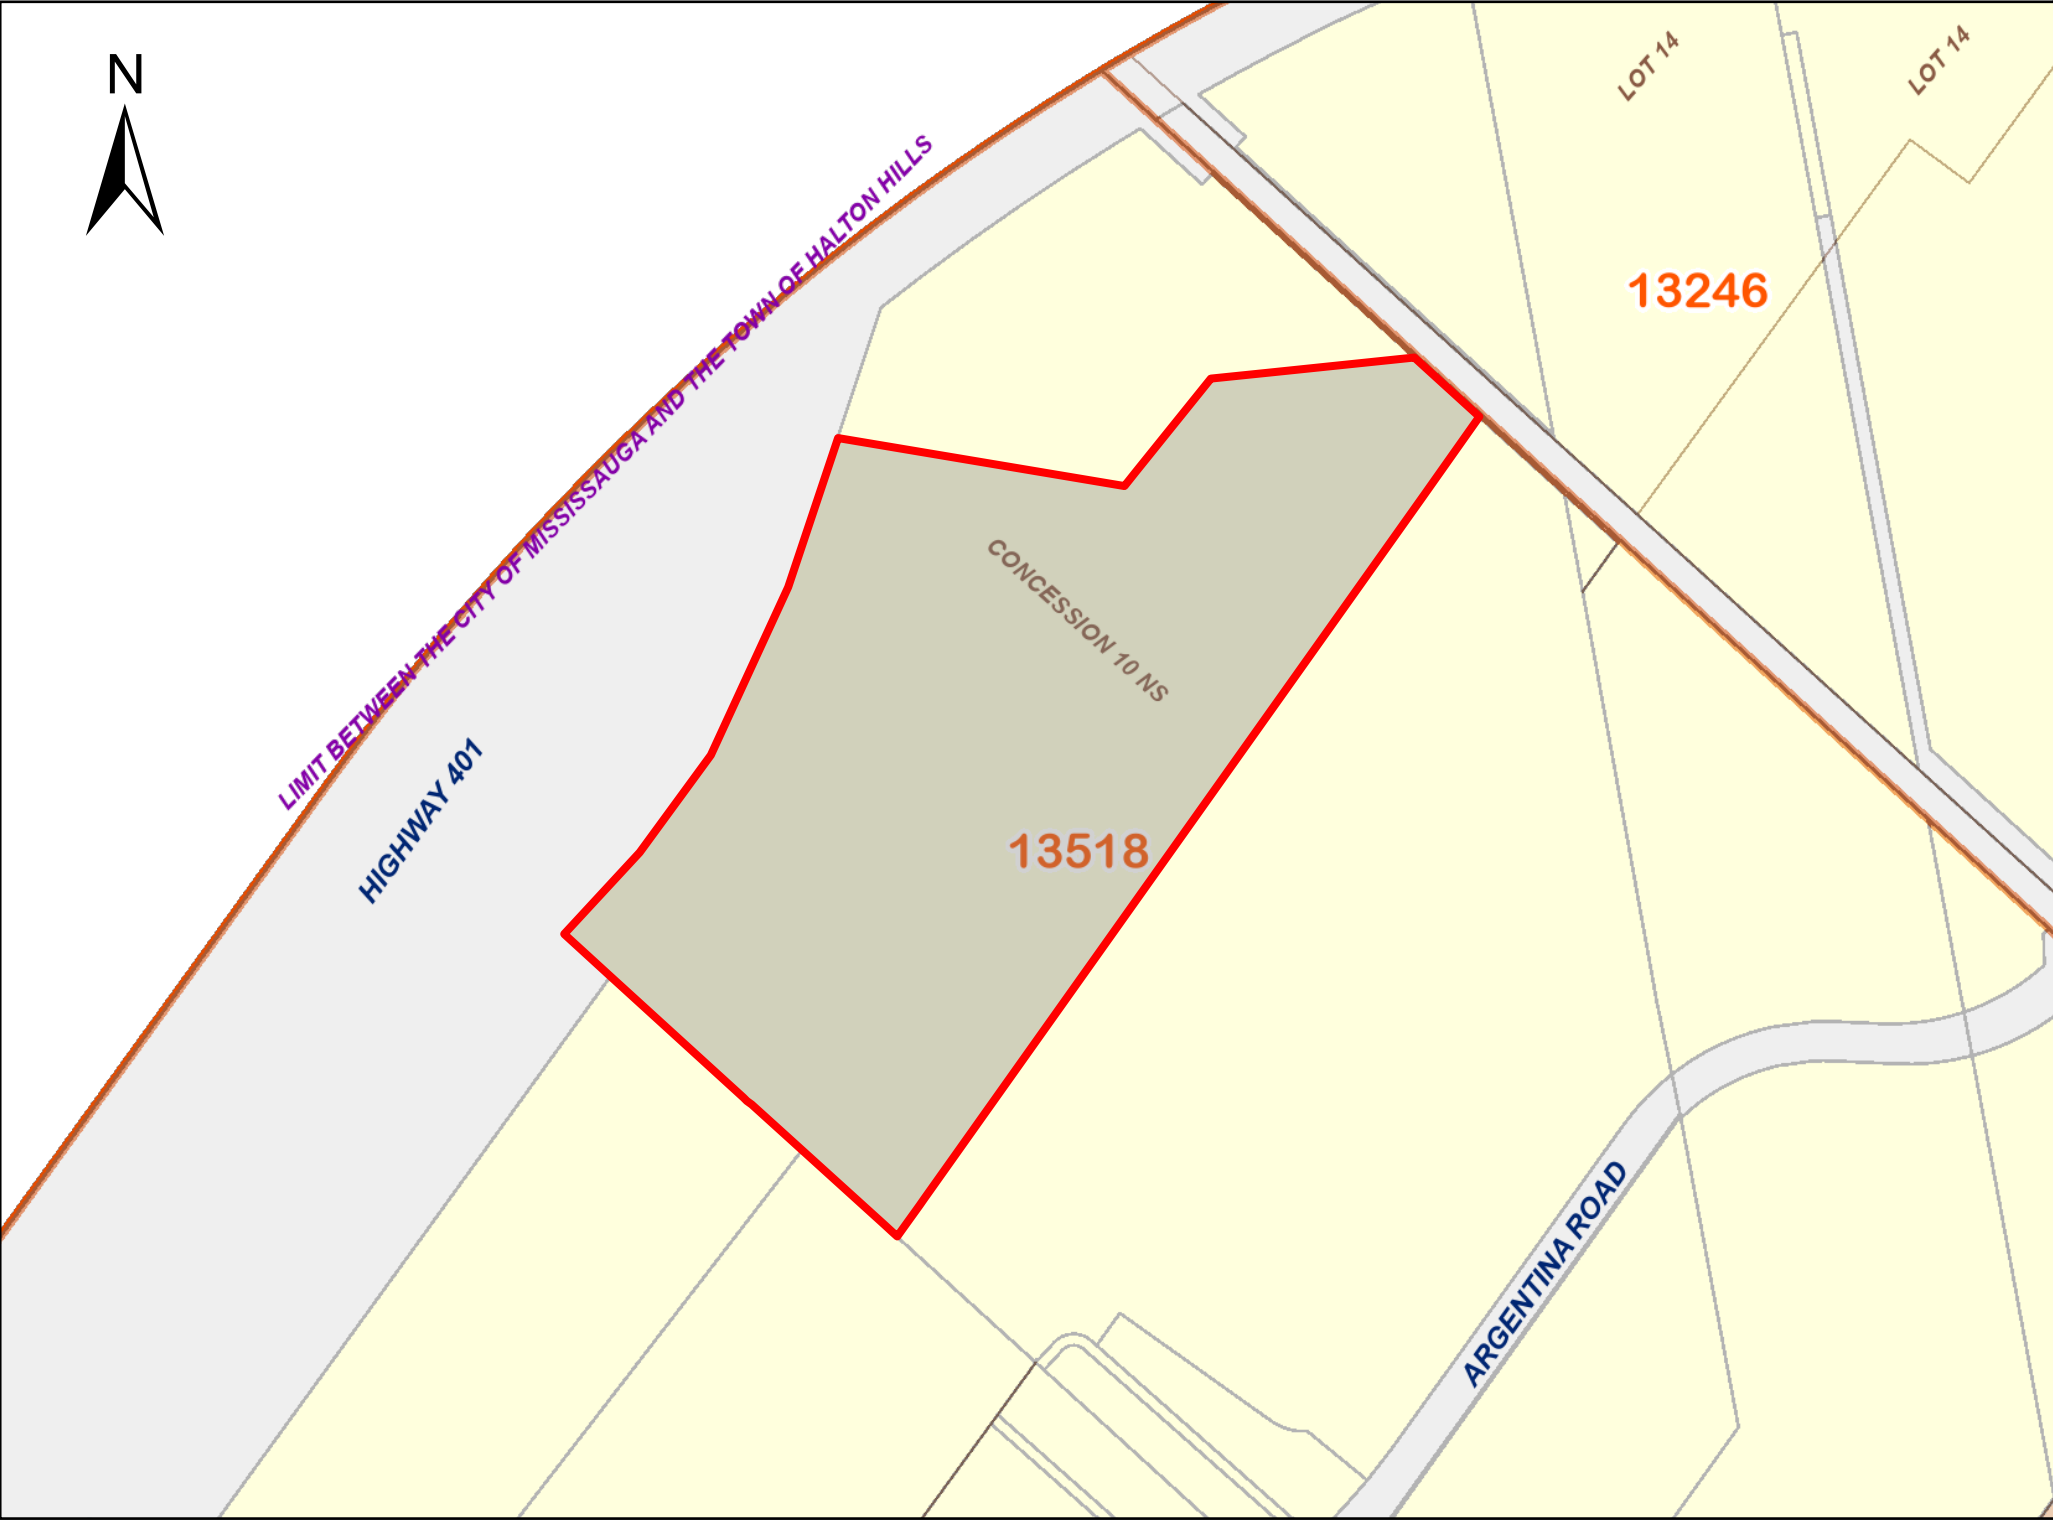 N
LOT 14
LOT 14
LIMIT BETWEEN THE CITY OF MISSISSAUGA AND THE TOWN OF HALTON HILLS
13246
CONCESSION 10 NS
HIGHWAY 401
13518
ARGENTINA ROAD